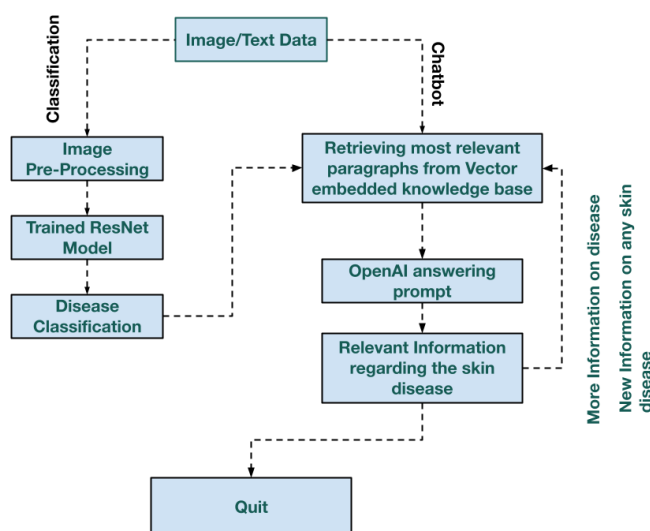 Image/Text Data
Classification
Chatbot
Image
Pre-Processing
Retrieving most relevant
paragraphs from Vector
embedded knowledge base
Trained ResNet
Model
OpenAI answering
prompt
Disease
Classification
Relevant Information
regarding the skin
disease
More Information on disease
New Information on any skin
disease
Quit